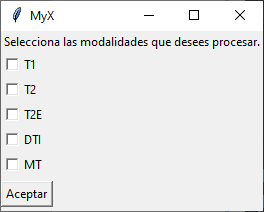 MyX
Selecciona las modalidades que desees procesar.
T1
T2
T2E
DTI
MT
Aceptar